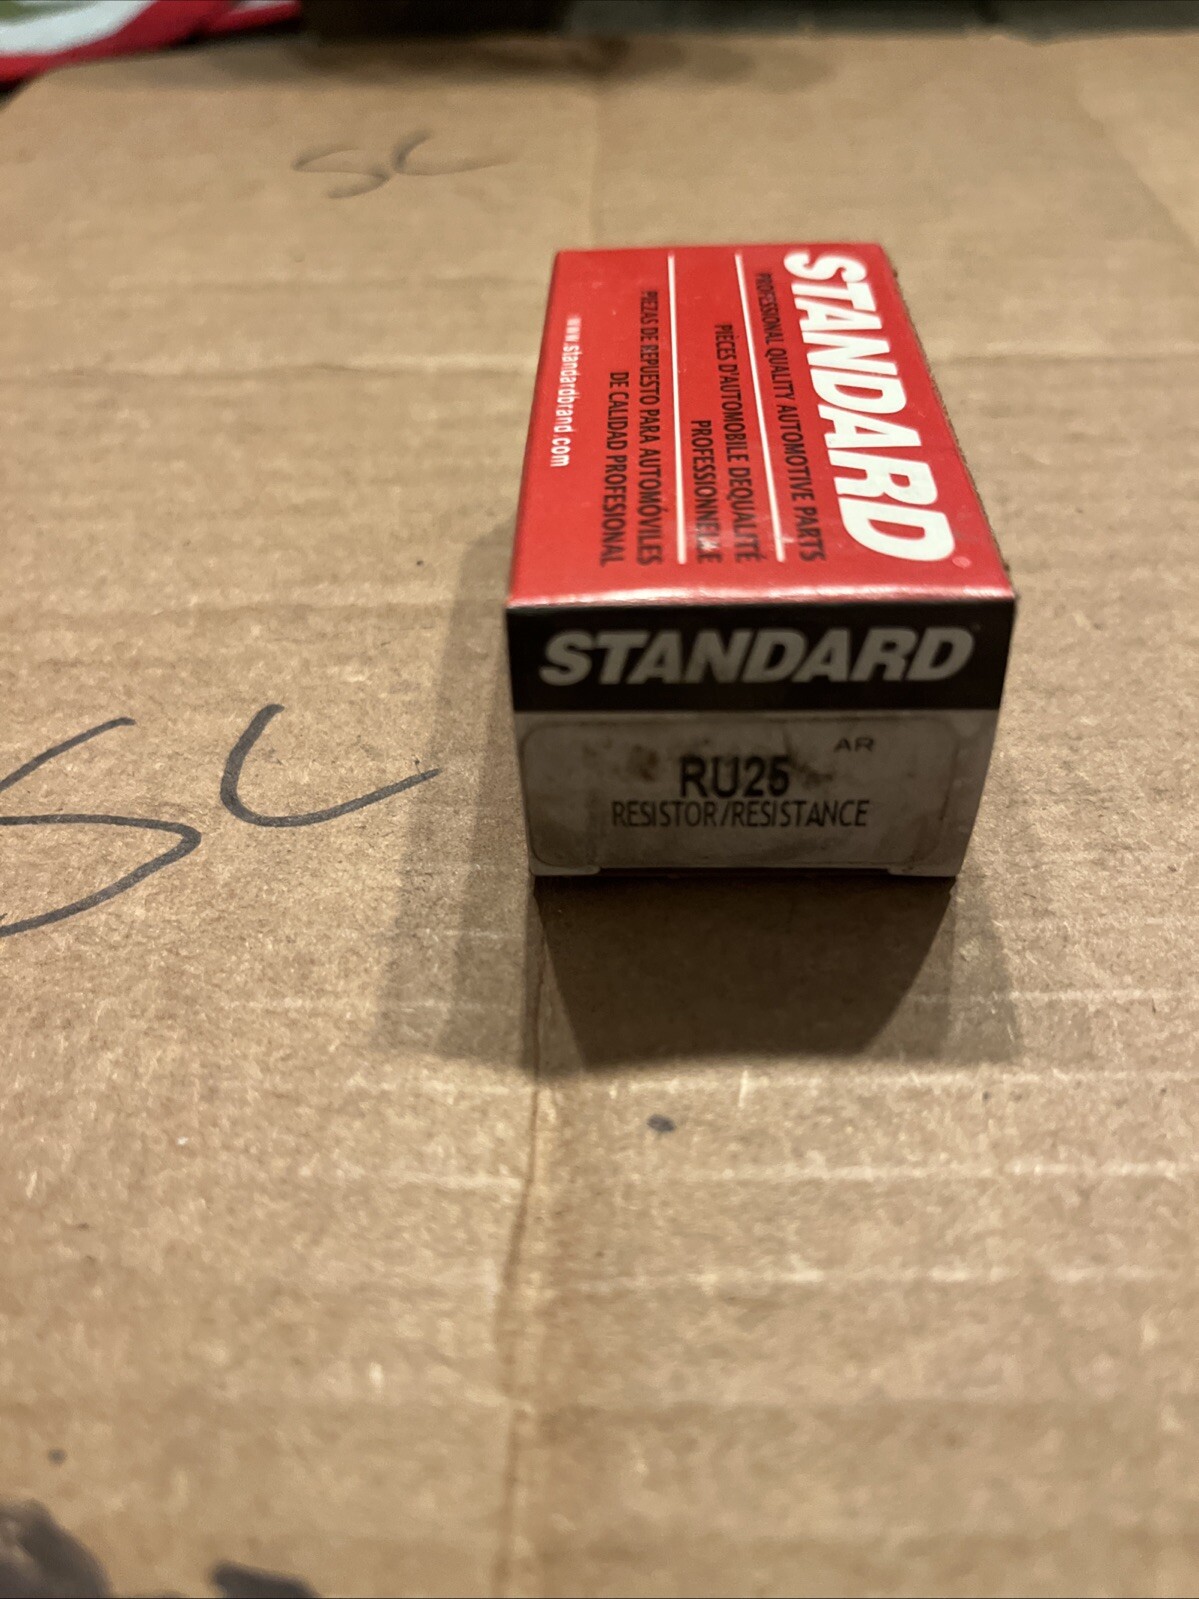 SC
STANDARD®
PROFESSIONAL QUALITY AUTOMOTIVE PARTS
PIÈCES D'AUTOMOBILE DEQUALITÉ
PROFESSIONNELLE
PIEZAS DE REPUESTO PARA AUTOMÓVILES
DE CALIDAD PROFESIONAL
www.standardbrand.com
STANDARD
AR
RU25
RESISTOR/RESISTANCE
SC